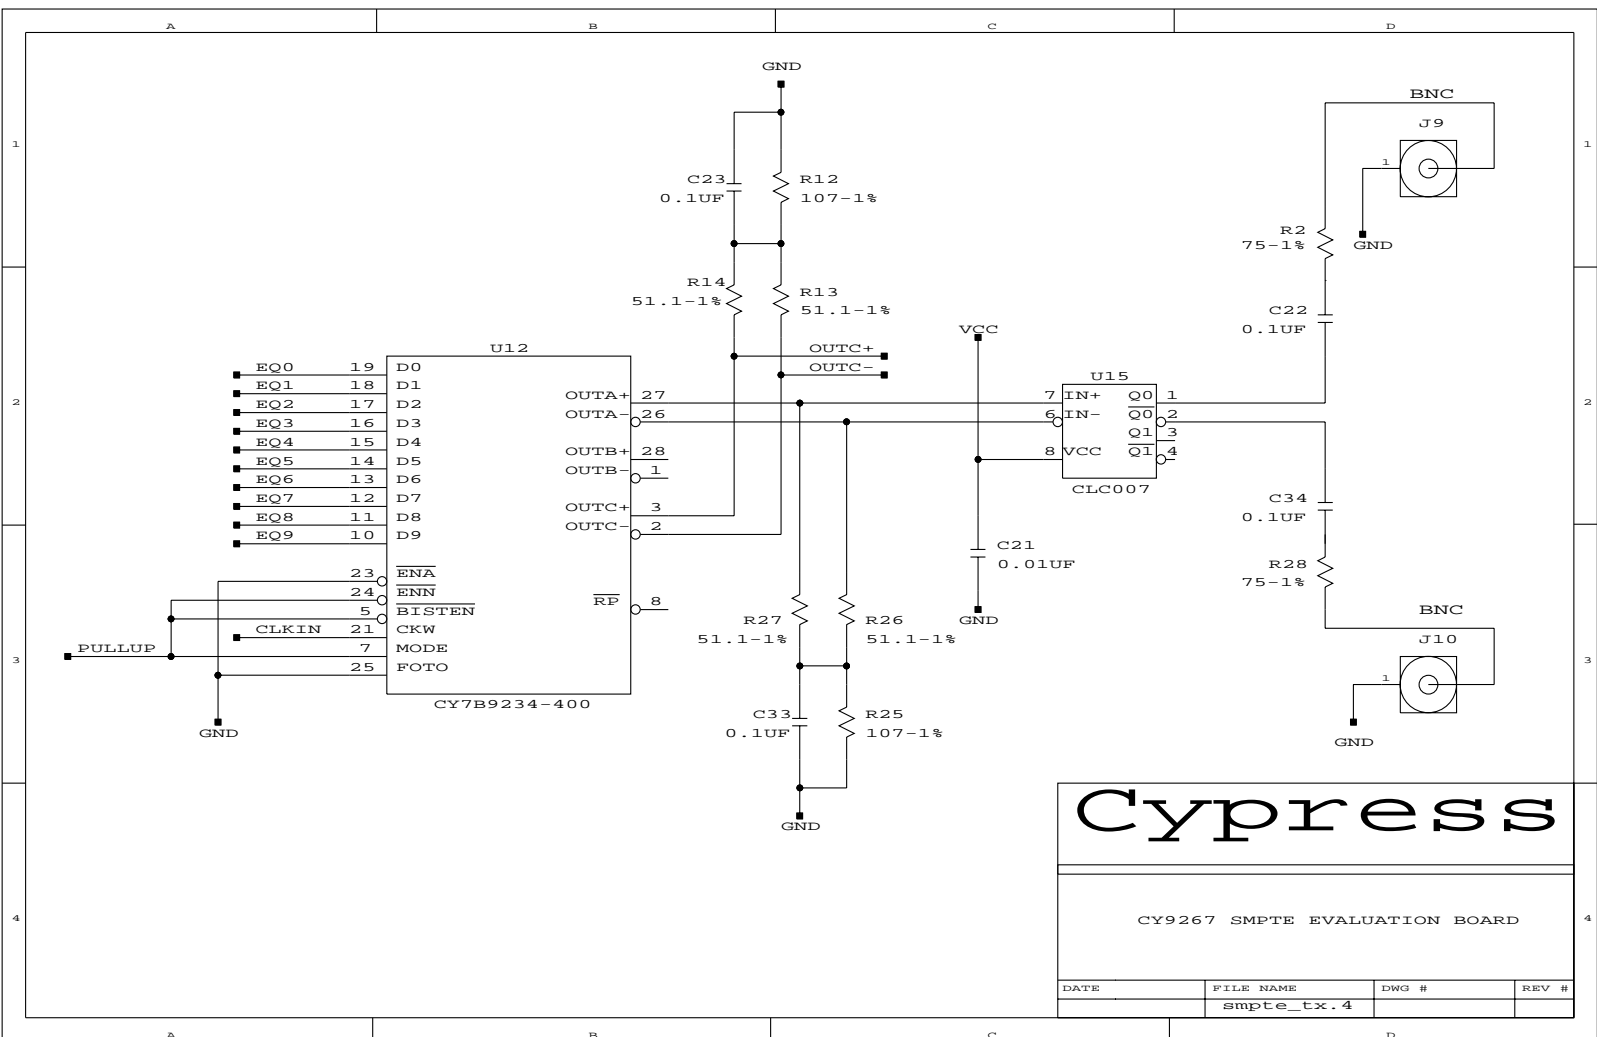 A B C D
GND
BNC
J9
1 1
1
C23 R12
0.1UF 107-1%
R2
75-1% GND
R14 R13
51.1-1% 51.1-1%
C22
0.1UF
VCC
U12 OUTC+
OUTC-
EQ0 19 D0
EQ1 18 D1
EQ2 17 D2
EQ3 16 D3
EQ4 15 D4
EQ5 14 D5
EQ6 13 D6
EQ7 12 D7
EQ8 11 D8
EQ9 10 D9
OUTA+ 27
OUTA- 26
OUTB+ 28
OUTB- 1
OUTC+ 3
OUTC- 2
RP 8
U15
7 IN+ Q0 1
6 IN- Q0 2
Q1 3
8 VCC Q1 4
CLC007
2 2
C34
0.1UF
C21
0.01UF
GND
R28
75-1%
23 ENA
24 ENN
5 BISTEN
CLKIN 21 CKW
PULLUP 7 MODE
25 FOTO
CY7B9234-400
GND
R27 R26
51.1-1% 51.1-1%
BNC
J10
1
GND
3 3
C33 R25
0.1UF 107-1%
GND
Cypress
CY9267 SMPTE EVALUATION BOARD
4 4
DATE FILE NAME DWG # REV #
smpte_tx.4
A B C D